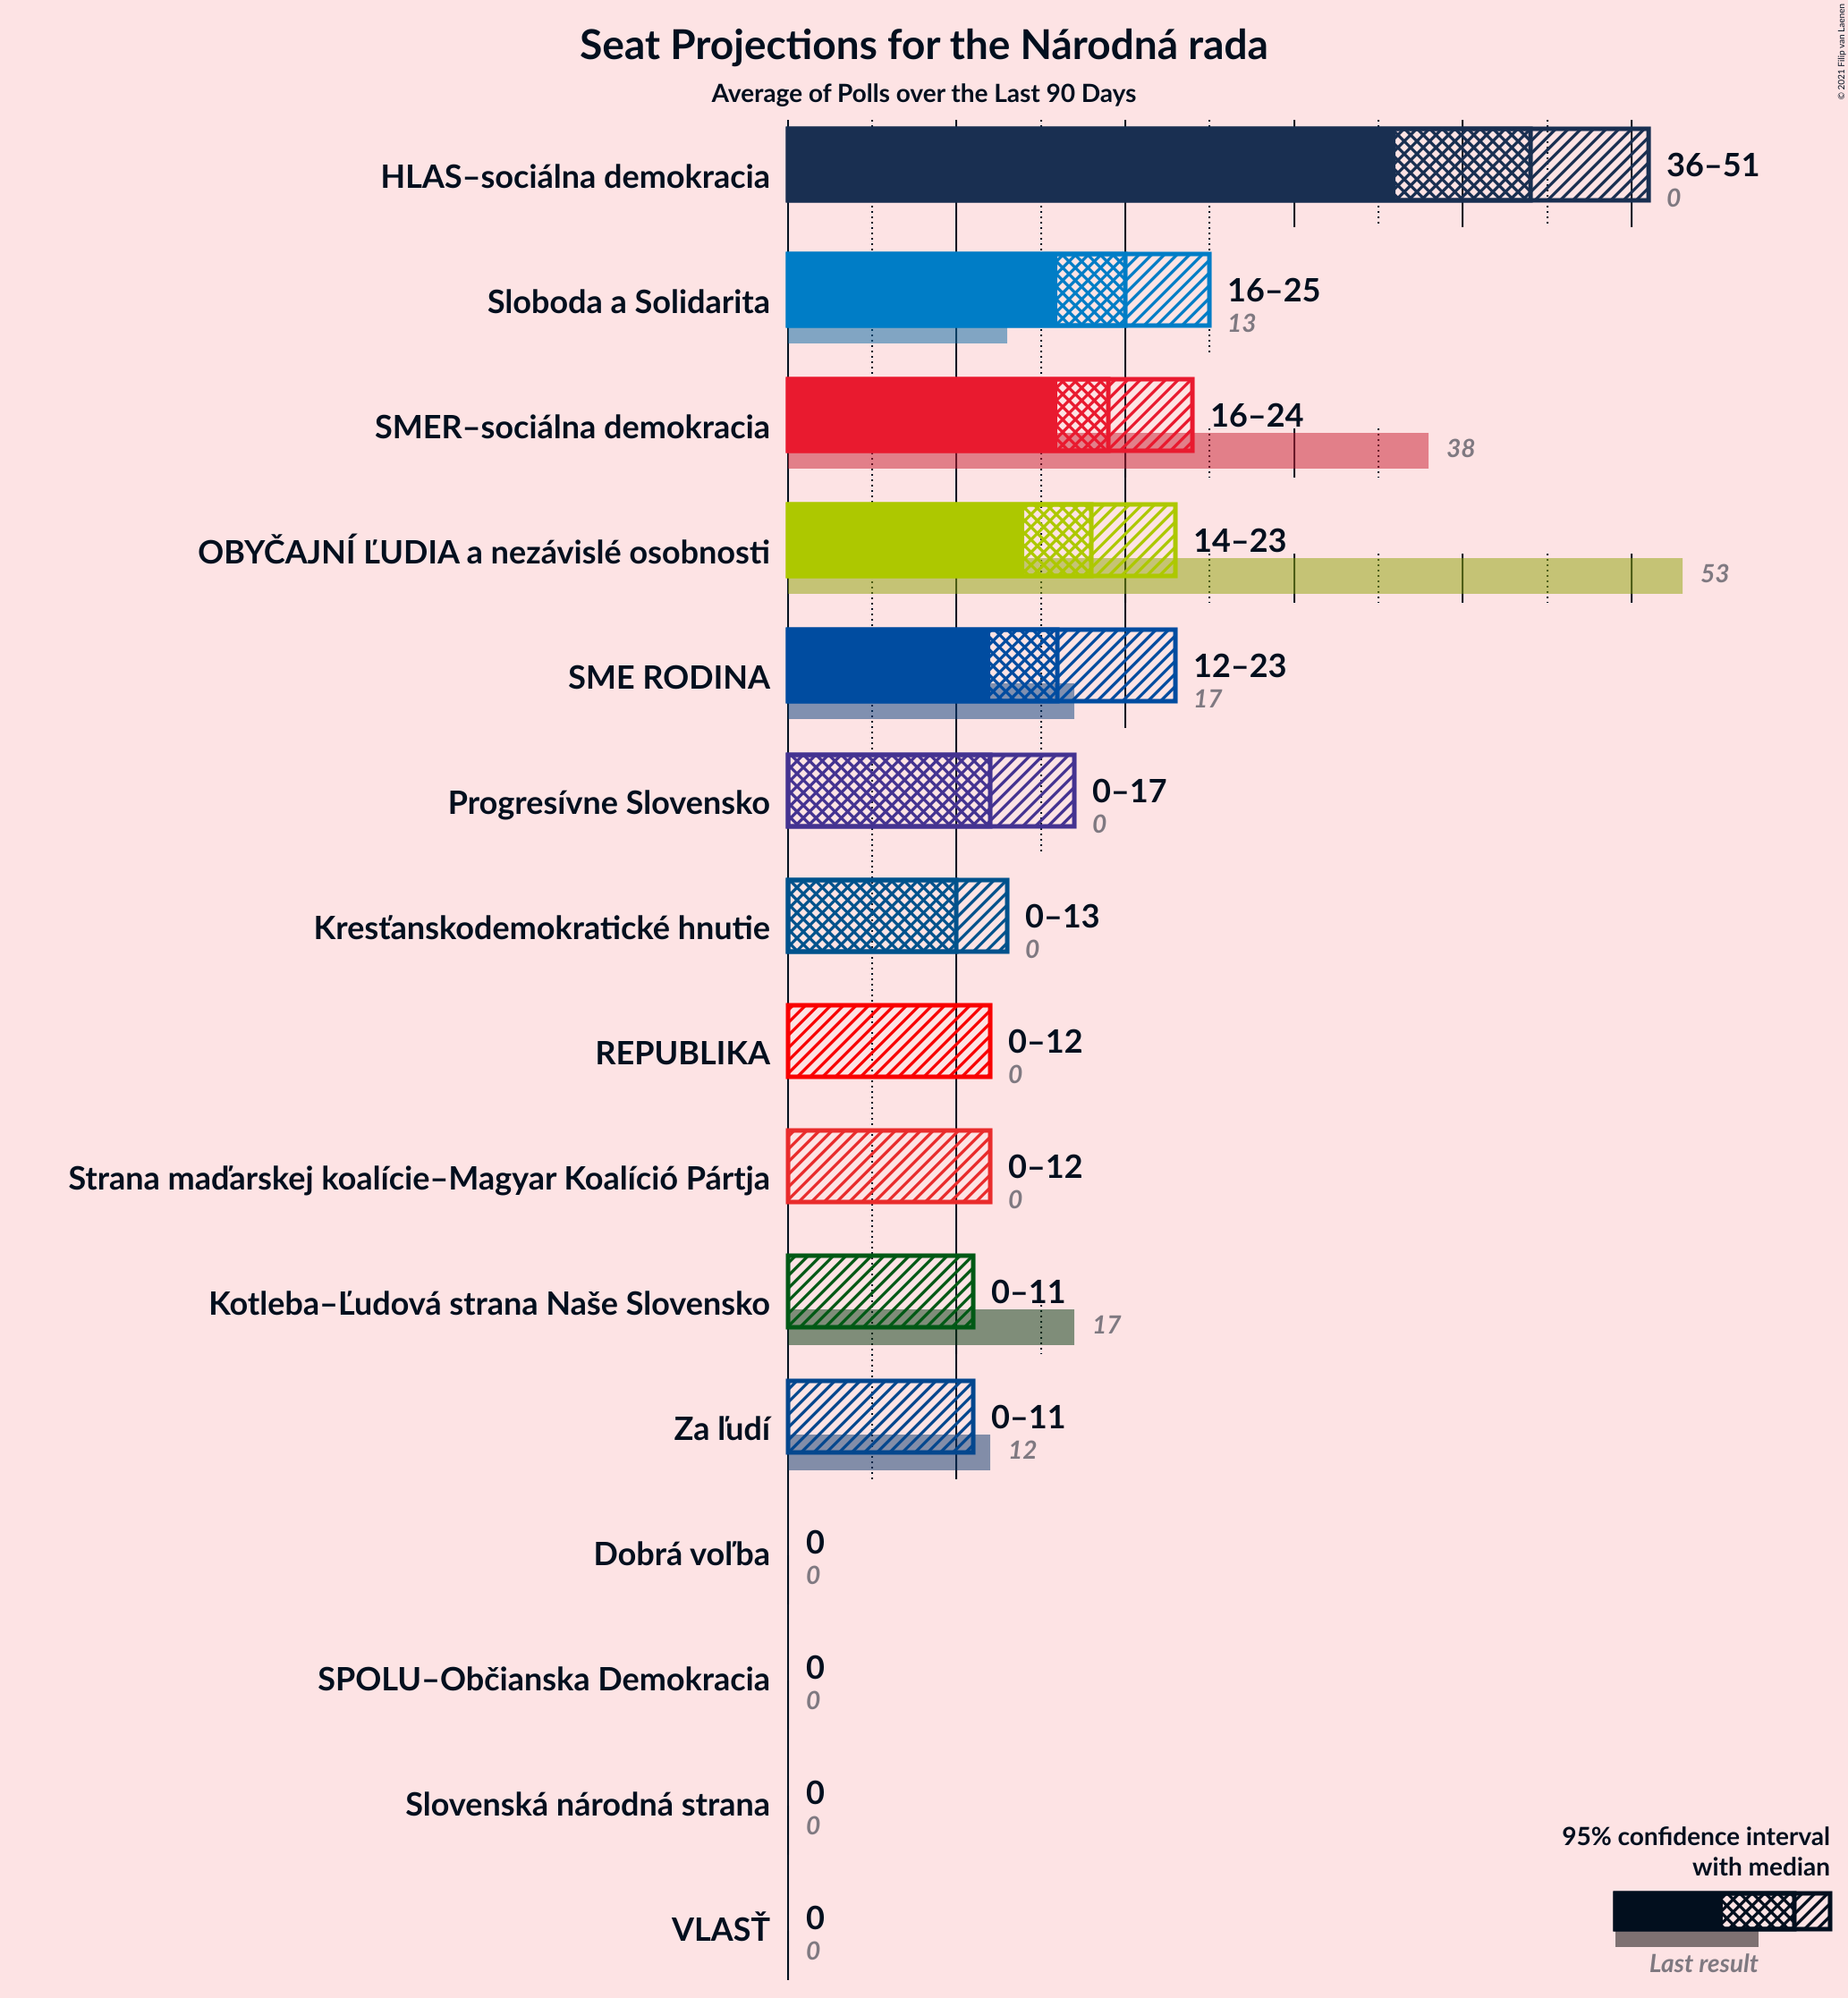 © 2021 Filip van Laenen
Seat Projections for the Národná rada
Average of Polls over the Last 90 Days
HLAS–sociálna demokracia
36–51
0
Sloboda a Solidarita
16–25
13
SMER–sociálna demokracia
16–24
38
OBYČAJNÍ ĽUDIA a nezávislé osobnosti
14–23
53
SME RODINA
12–23
17
Progresívne Slovensko
0–17
0
Kresťanskodemokratické hnutie
0–13
0
REPUBLIKA
0–12
0
Strana maďarskej koalície–Magyar Koalíció Pártja
0–12
0
Kotleba–Ľudová strana Naše Slovensko
0–11
17
Za ľudí
0–11
12
Dobrá voľba
0
0
SPOLU–Občianska Demokracia
0
0
Slovenská národná strana
0
0
VLASŤ
0
0
95% confidence interval
with median
Last result